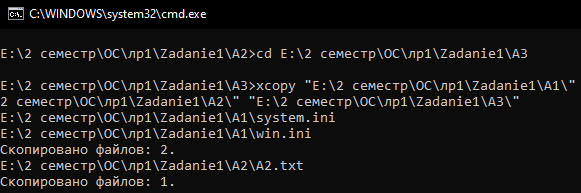 C:\WINDOWS\system32\cmd.exe
E:\2 семестр\ОС\лр1\Zadanie1\A2>cd E:\2 семестр\ОС\лр1\Zadanie1\A3
E:\2 семестр\ОС\лр1\Zadanie1\A3>xcopy "E:\2 семестр\ОС\лр1\Zadanie1\A1\"
2 семестр\ОС\лр1\Zadanie1\A2\" "E:\2 семестр\ОС\лр1\Zadanie1\A3\"
E:\2 семестр\ОС\лр1\Zadanie1\A1\system.ini
E:\2 семестр\ОС\лр1\Zadanie1\A1\win.ini
Скопировано файлов: 2.
E:\2 семестр\ОС\лр1\Zadanie1\A2\A2.txt
Скопировано файлов: 1.